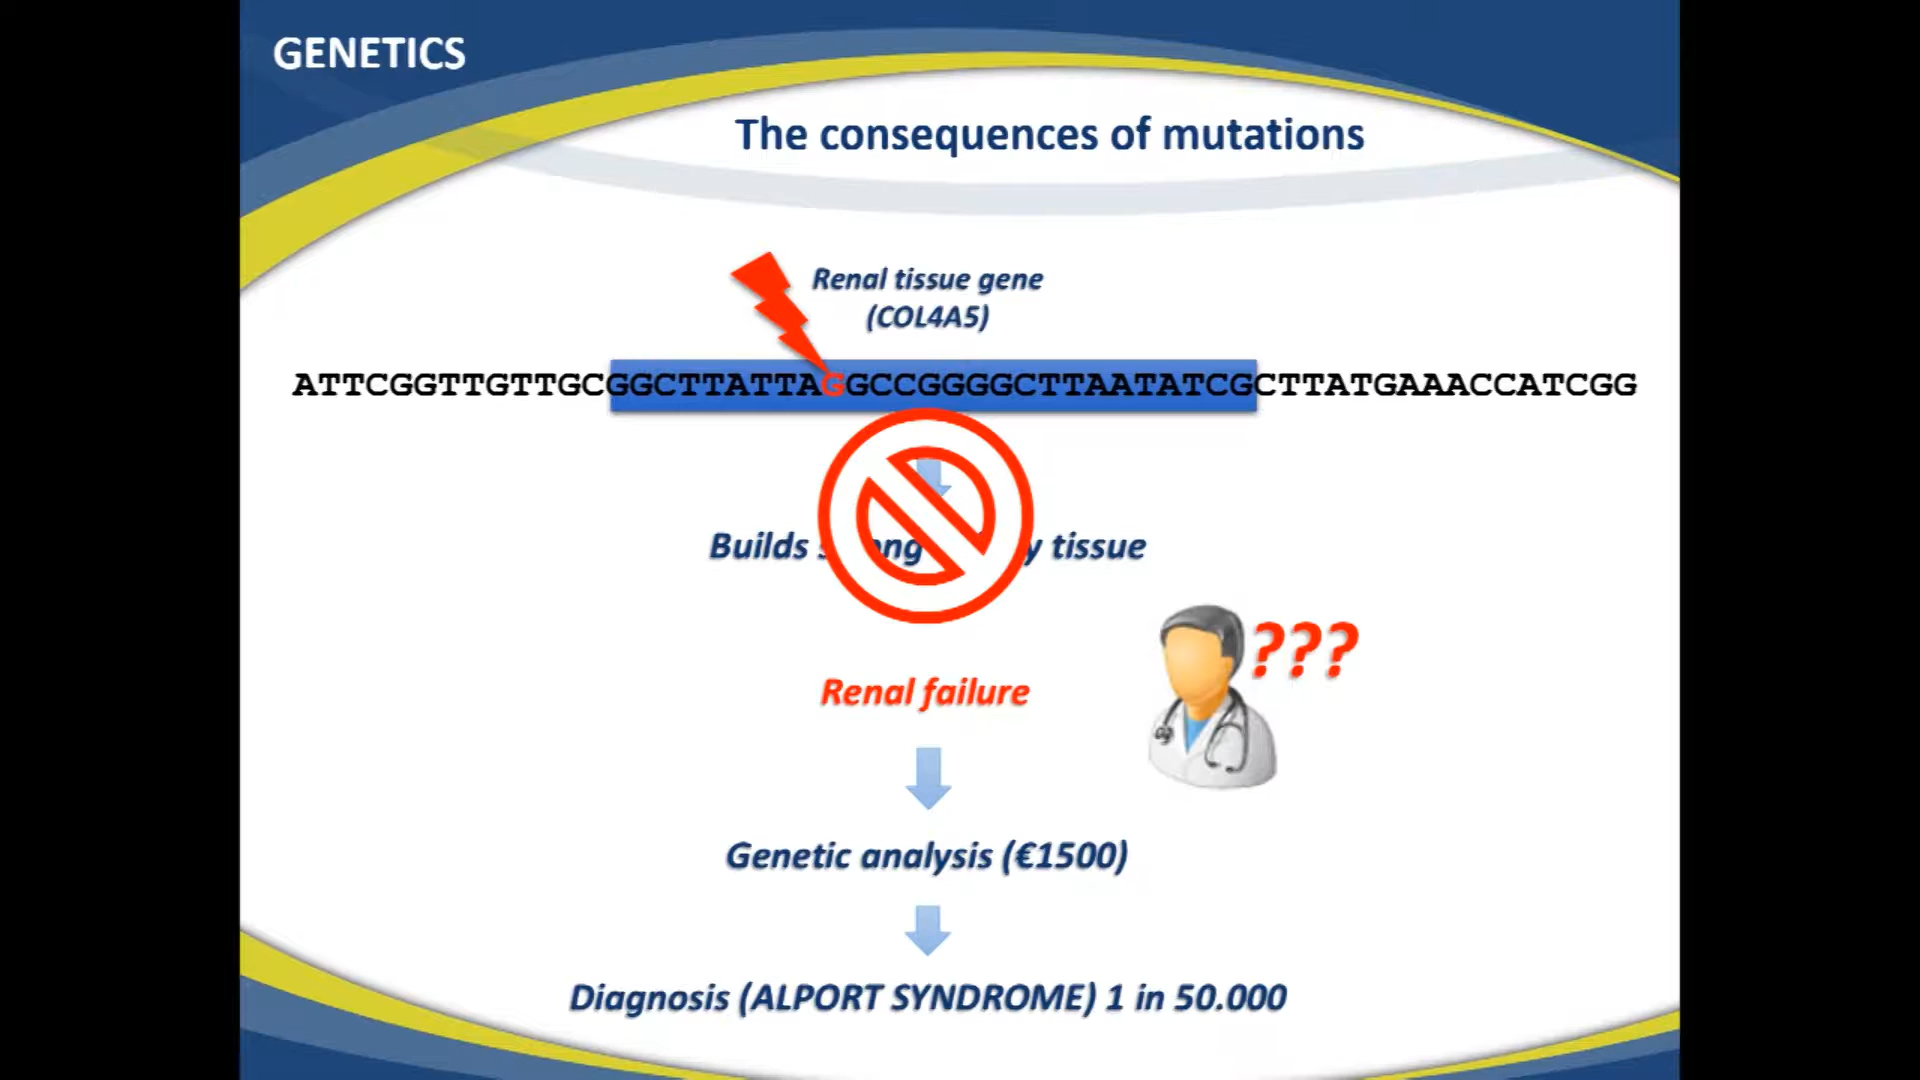 GENETICS
The consequences of mutations
Renal tissue gene
(COL4A5)
ATTCGGTTGTTGCGGCTTATTAGGCCGGGGCTTAATATCGCTTATGAAACCATCGG
Builds tissue
???
Renal failure
Genetic analysis (€1500)
Diagnosis (ALPORT SYNDROME) 1 in 50.000